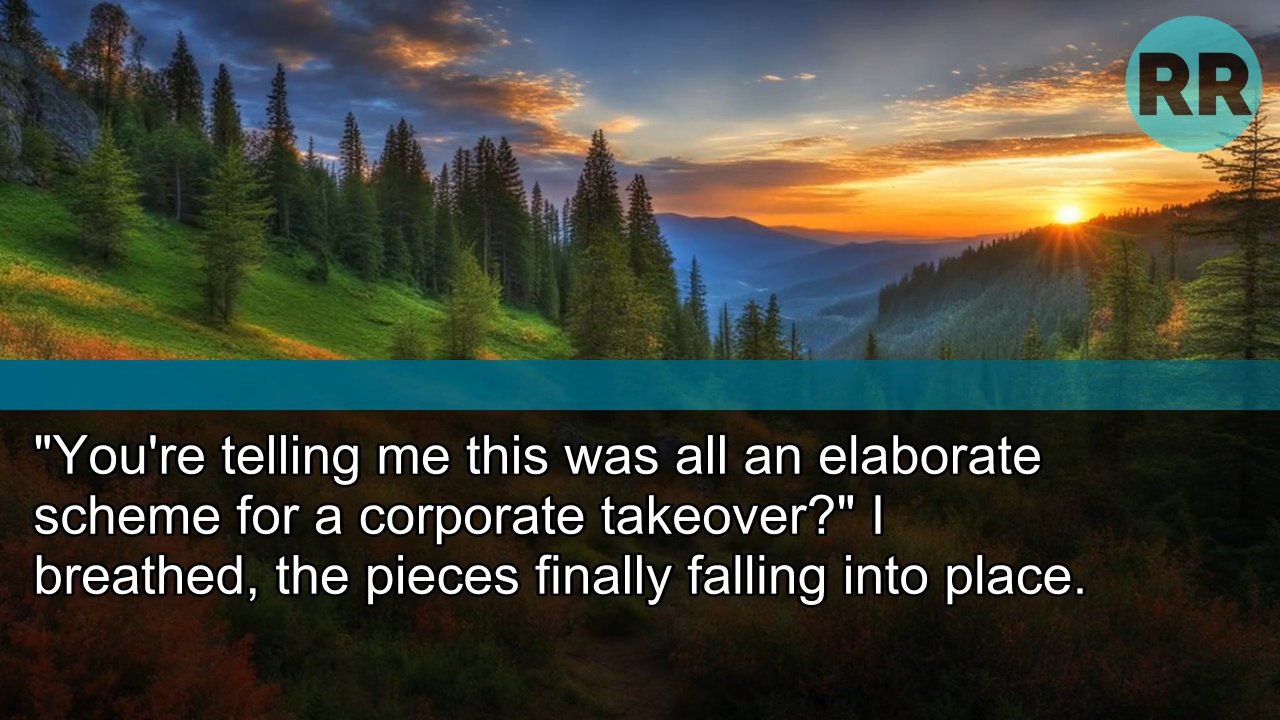 RR
"You're telling me this was all an elaborate
scheme for a corporate takeover?" I
breathed, the pieces finally falling into place.